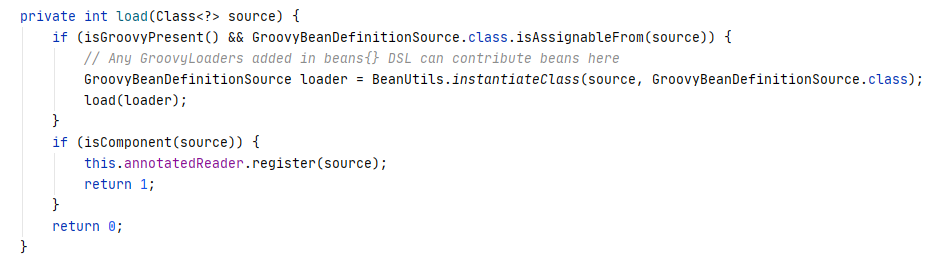 private int load(Class<?> source) {
    if (isGroovyPresent() && GroovyBeanDefinitionSource.class.isAssignableFrom(source)) {
        // Any GroovyLoaders added in beans{} DSL can contribute beans here
        GroovyBeanDefinitionSource loader = BeanUtils.instantiateClass(source, GroovyBeanDefinitionSource.class);
        load(loader);
    }
    if (isComponent(source)) {
        this.annotatedReader.register(source);
        return 1;
    }
    return 0;
}